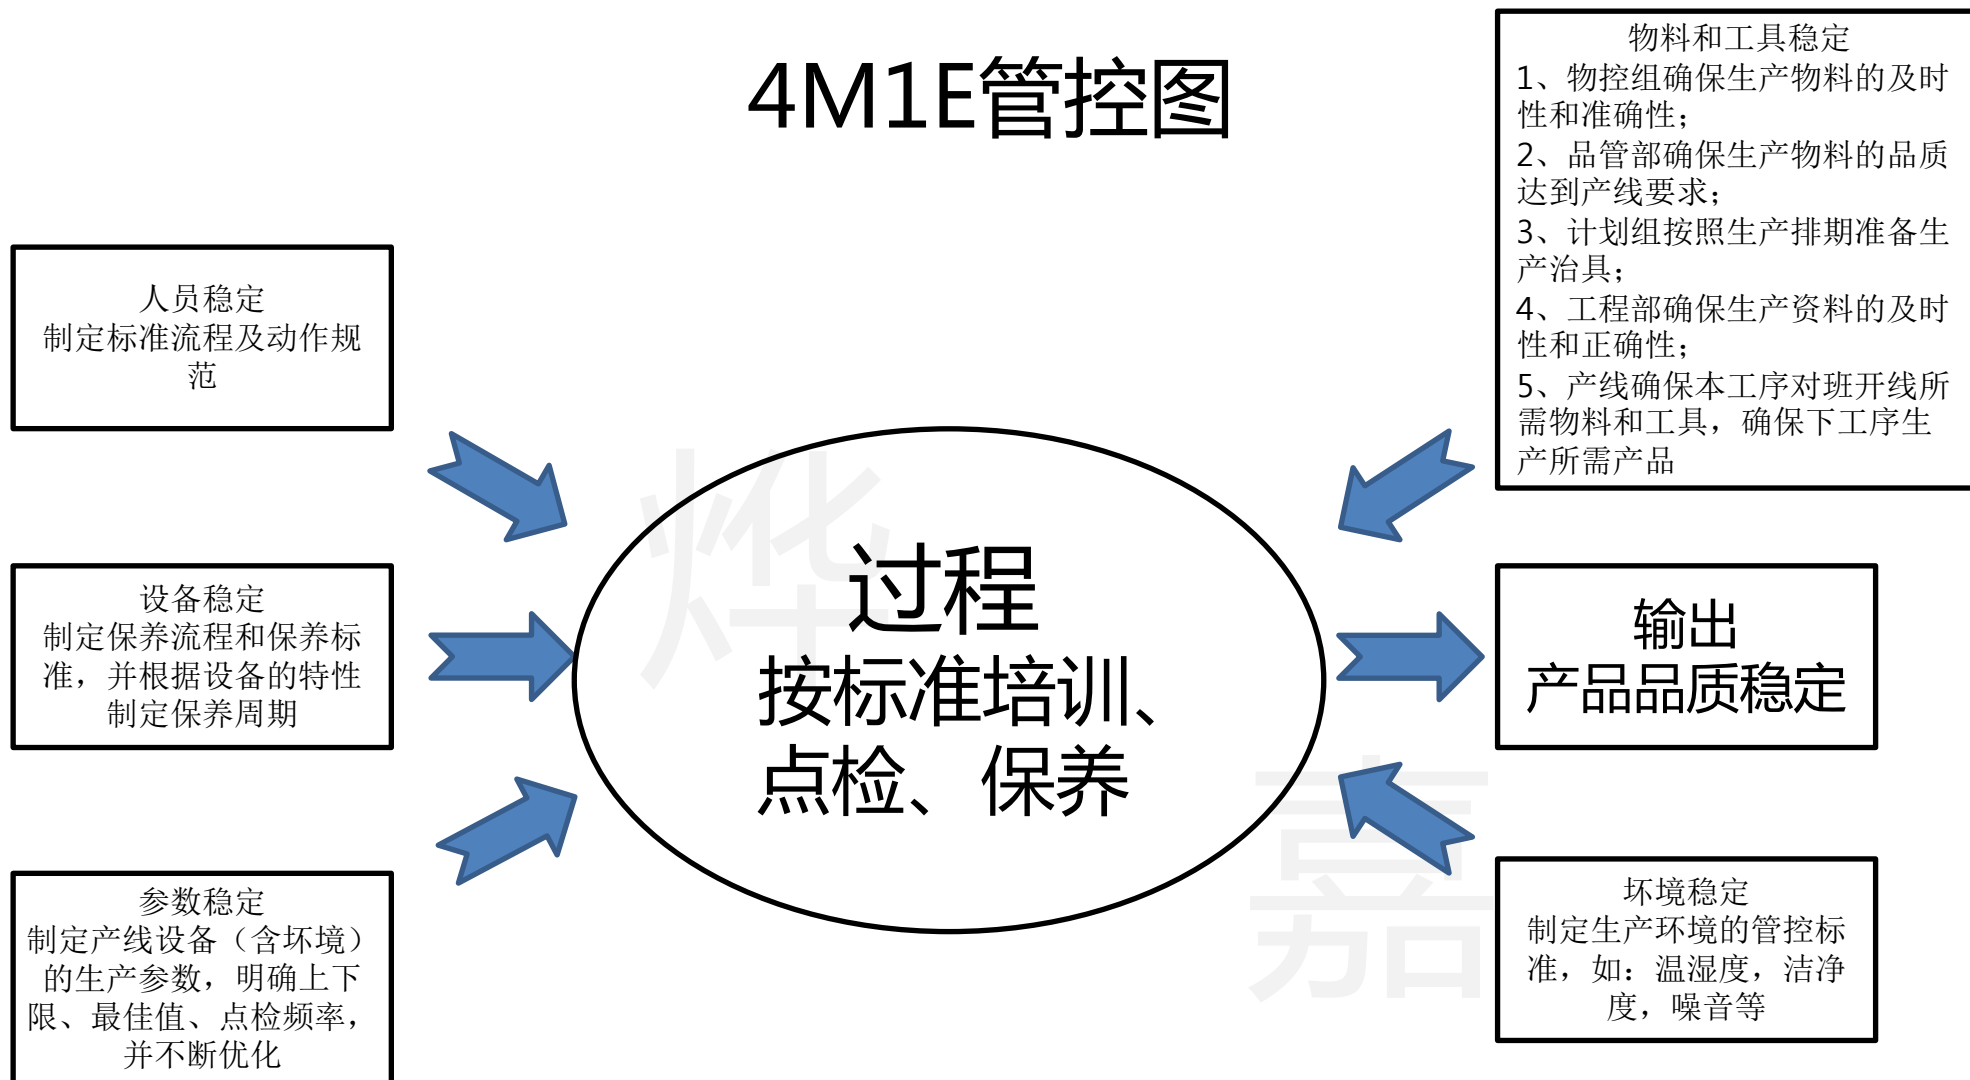 4M1E管控图
人员稳定
制定标准流程及动作规
范
设备稳定
制定保养流程和保养标
准，并根据设备的特性
制定保养周期
参数稳定
制定产线设备（含坏境）
的生产参数，明确上下
限、最佳值、点检频率，
并不断优化
过程
按标准培训、
点检、保养
物料和工具稳定
1、物控组确保生产物料的及时
性和准确性；
2、品管部确保生产物料的品质
达到产线要求；
3、计划组按照生产排期准备生
产治具；
4、工程部确保生产资料的及时
性和正确性；
5、产线确保本工序对班开线所
需物料和工具，确保下工序生
产所需产品
输出
产品品质稳定
坏境稳定
制定生产环境的管控标
准，如：温湿度，洁净
度，噪音等
烨
嘉